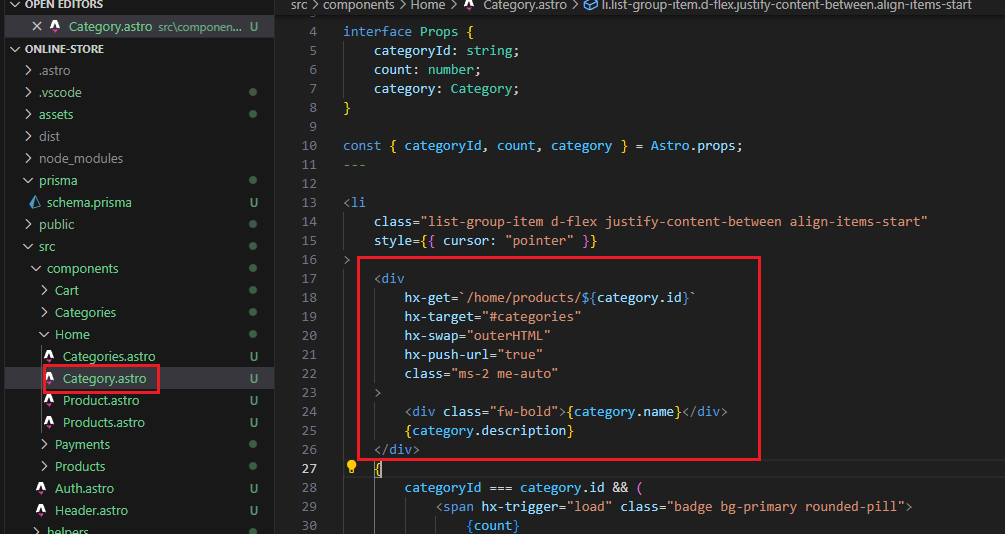 OPEN EDITORS
Category.astro src\componen... U
ONLINE-STORE
.astro
.vscode
assets
dist
node_modules
prisma
schema.prisma U
public
src
components
Cart
Categories
Home
Categories.astro U
Category.astro U
Product.astro U
Products.astro U
Payments
Products
Auth.astro U
Header.astro U
helpers
src > components > Home > Category.astro > li.list-group-item.d-flex.justify-content-between.align-items-start
3
4 interface Props {
5 categoryId: string;
6 count: number;
7 category: Category;
8 }
9
10 const { categoryId, count, category } = Astro.props;
11 ---
12
13 <li
14 class="list-group-item d-flex justify-content-between align-items-start"
15 style={{ cursor: "pointer" }}
16 >
17 <div
18 hx-get=`/home/products/${category.id}`
19 hx-target="#categories"
20 hx-swap="outerHTML"
21 hx-push-url="true"
22 class="ms-2 me-auto"
23 >
24 <div class="fw-bold">{category.name}</div>
25 {category.description}
26 </div>
27 {
28 categoryId === category.id && (
29 <span hx-trigger="load" class="badge bg-primary rounded-pill">
30 {count}